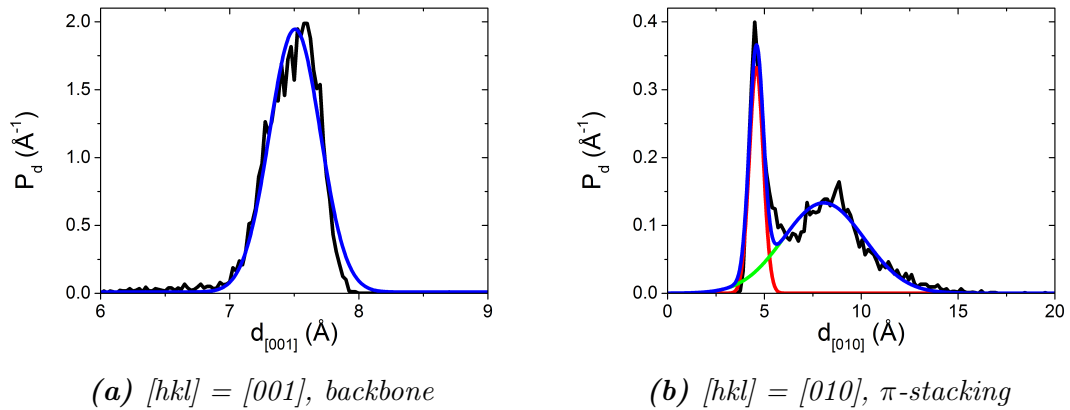 2.0
1.5
1.0
0.5
0.0
P_d (Å⁻¹)
6 7 8 9
d_[001] (Å)
(a) [hkl] = [001], backbone
0.4
0.3
0.2
0.1
0.0
P_d (Å⁻¹)
0 5 10 15 20
d_[010] (Å)
(b) [hkl] = [010], π-stacking